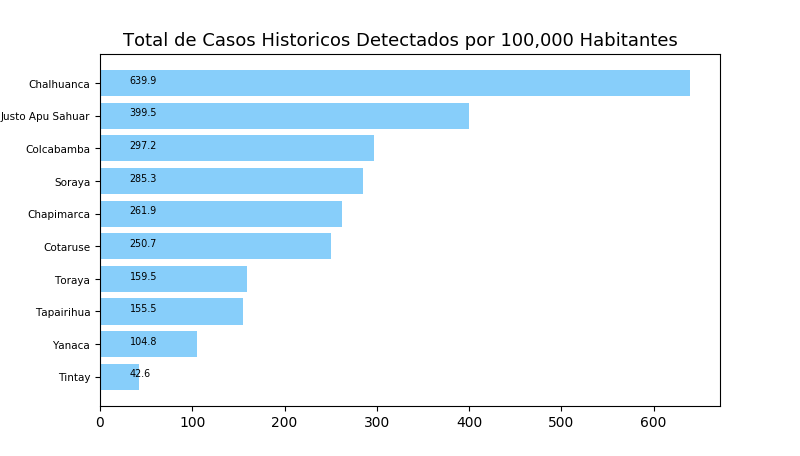 Total de Casos Historicos Detectados por 100,000 Habitantes
Chalhuanca 639.9
Justo Apu Sahuar 399.5
Colcabamba 297.2
Soraya 285.3
Chapimarca 261.9
Cotaruse 250.7
Toraya 159.5
Tapairihua 155.5
Yanaca 104.8
Tintay 42.6
0 100 200 300 400 500 600